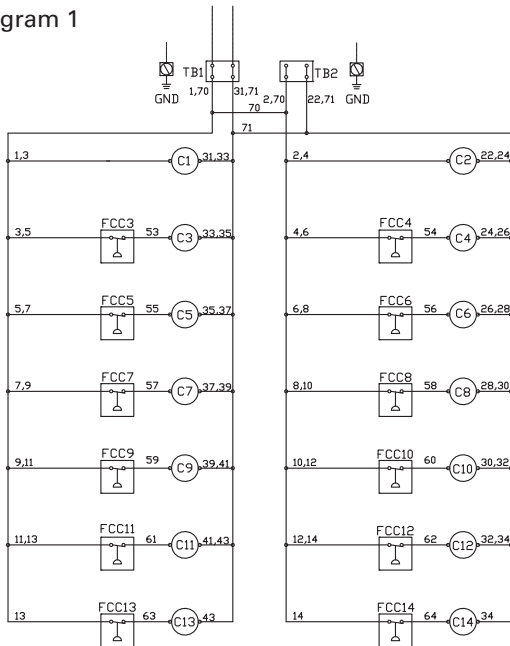 gram 1
TB1 TB2
GND 1,70 31,71 2,70 22,71 GND
70
71
1,3 C1 31,33 2,4 C2 22,24
FCC3 FCC4
3,5 53 C3 33,35 4,6 54 C4 24,26
FCC5 FCC6
5,7 55 C5 35,37 6,8 56 C6 26,28
FCC7 FCC8
7,9 57 C7 37,39 8,10 58 C8 28,30
FCC9 FCC10
9,11 59 C9 39,41 10,12 60 C10 30,32
FCC11 FCC12
11,13 61 C11 41,43 12,14 62 C12 32,34
FCC13 FCC14
13 63 C13 43 14 64 C14 34